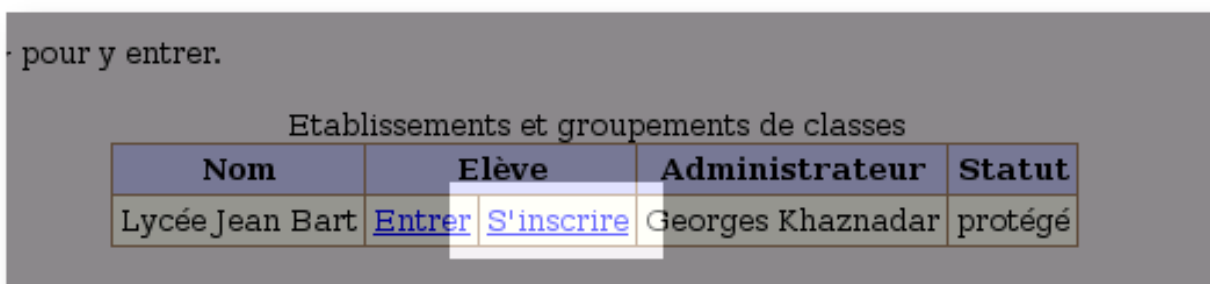 pour y entrer.
Etablissements et groupements de classes
Nom Elève Administrateur Statut
Lycée Jean Bart Entrer S'inscrire Georges Khaznadar protégé